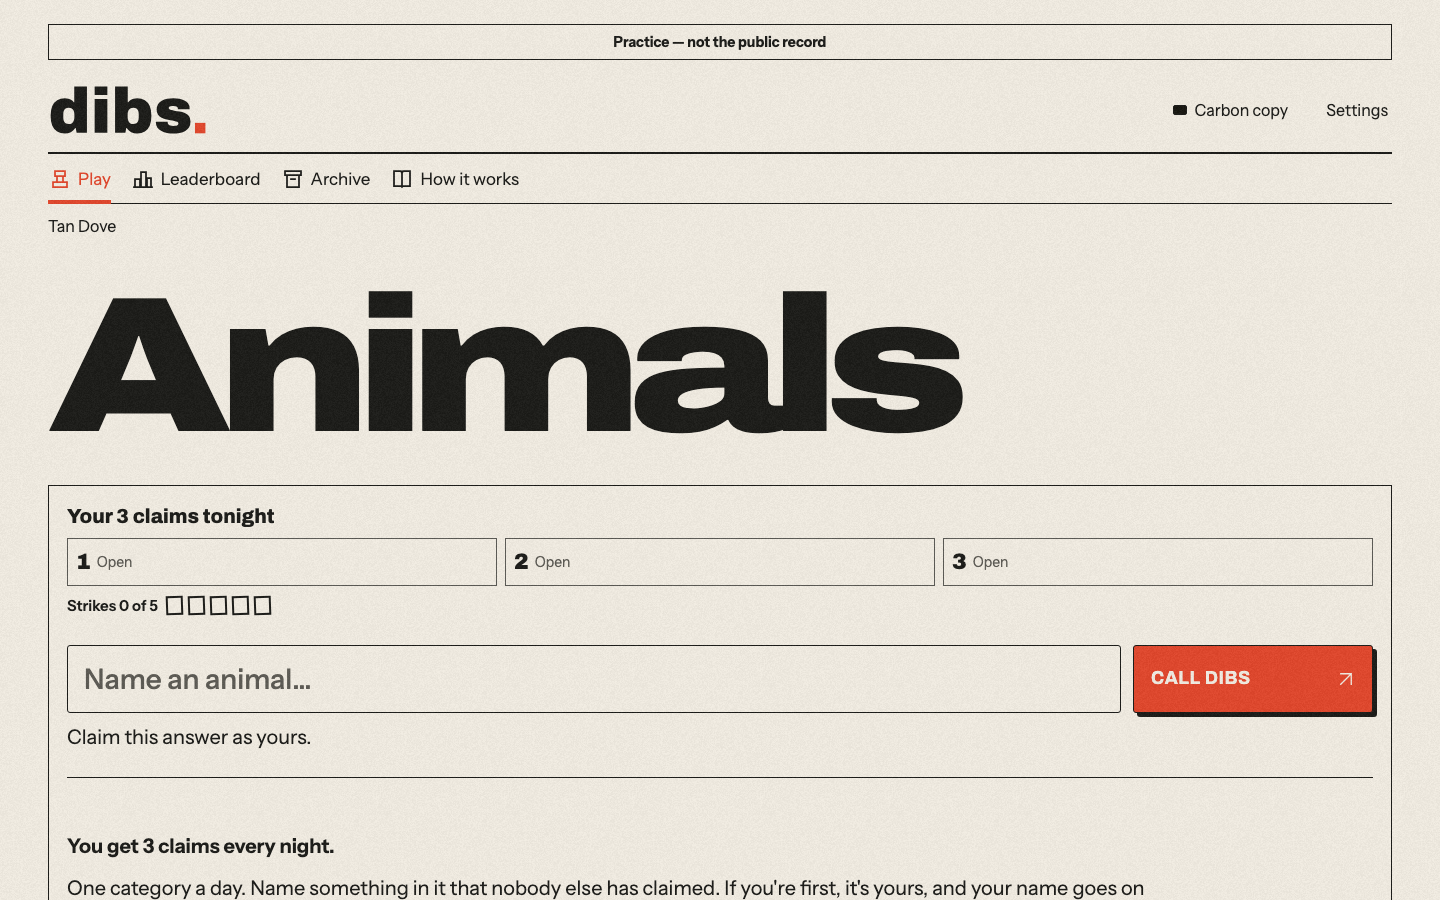 Practice — not the public record
dibs.
Carbon copy
Settings
Play
Leaderboard
Archive
How it works
Tan Dove
Animals
Your 3 claims tonight
1 Open
2 Open
3 Open
Strikes 0 of 5
Name an animal...
CALL DIBS
Claim this answer as yours.
You get 3 claims every night.
One category a day. Name something in it that nobody else has claimed. If you're first, it's yours, and your name goes on